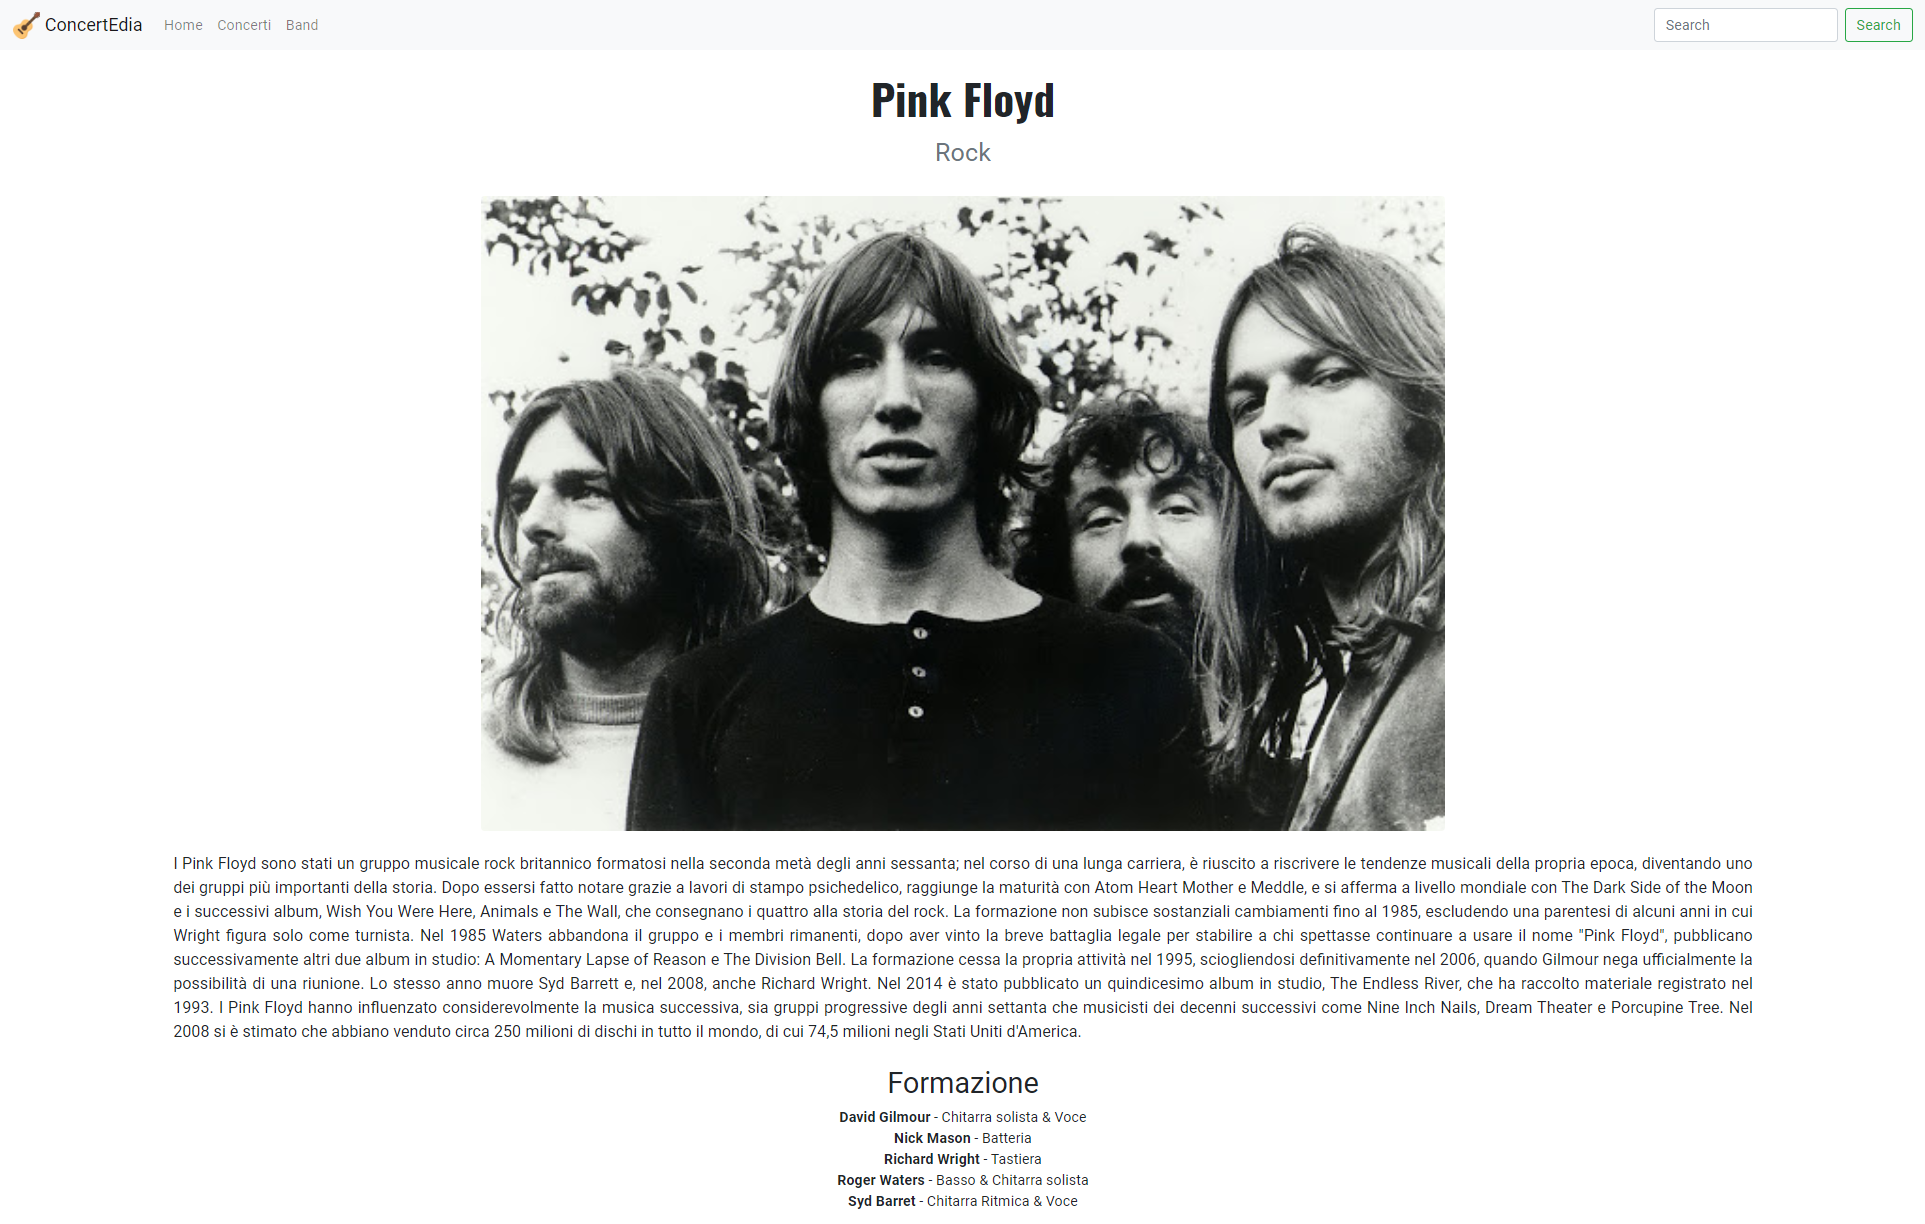 ConcertEdia Home Concerti Band Search Search
Pink Floyd
Rock
I Pink Floyd sono stati un gruppo musicale rock britannico formatosi nella seconda metà degli anni sessanta; nel corso di una lunga carriera, è riuscito a riscrivere le tendenze musicali della propria epoca, diventando uno
dei gruppi più importanti della storia. Dopo essersi fatto notare grazie a lavori di stampo psichedelico, raggiunge la maturità con Atom Heart Mother e Meddle, e si afferma a livello mondiale con The Dark Side of the Moon
e i successivi album, Wish You Were Here, Animals e The Wall, che consegnano i quattro alla storia del rock. La formazione non subisce sostanziali cambiamenti fino al 1985, escludendo una parentesi di alcuni anni in cui
Wright figura solo come turnista. Nel 1985 Waters abbandona il gruppo e i membri rimanenti, dopo aver vinto la breve battaglia legale per stabilire a chi spettasse continuare a usare il nome "Pink Floyd", pubblicano
successivamente altri due album in studio: A Momentary Lapse of Reason e The Division Bell. La formazione cessa la propria attività nel 1995, sciogliendosi definitivamente nel 2006, quando Gilmour nega ufficialmente la
possibilità di una riunione. Lo stesso anno muore Syd Barrett e, nel 2008, anche Richard Wright. Nel 2014 è stato pubblicato un quindicesimo album in studio, The Endless River, che ha raccolto materiale registrato nel
1993. I Pink Floyd hanno influenzato considerevolmente la musica successiva, sia gruppi progressive degli anni settanta che musicisti dei decenni successivi come Nine Inch Nails, Dream Theater e Porcupine Tree. Nel
2008 si è stimato che abbiano venduto circa 250 milioni di dischi in tutto il mondo, di cui 74,5 milioni negli Stati Uniti d'America.
Formazione
David Gilmour - Chitarra solista & Voce
Nick Mason - Batteria
Richard Wright - Tastiera
Roger Waters - Basso & Chitarra solista
Syd Barret - Chitarra Ritmica & Voce